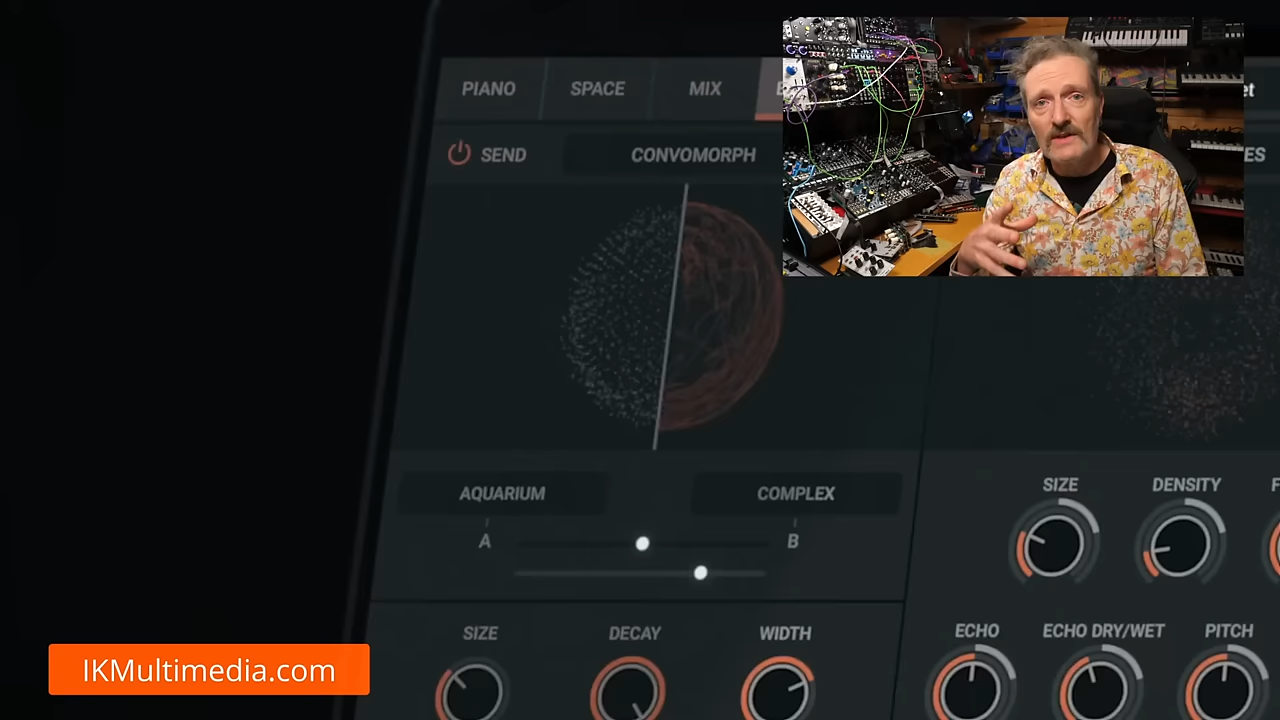 PIANO SPACE MIX
SEND CONVOMORPH
AQUARIUM COMPLEX
A B
SIZE DENSITY
SIZE DECAY WIDTH
ECHO ECHO DRY/WET PITCH
IKMultimedia.com